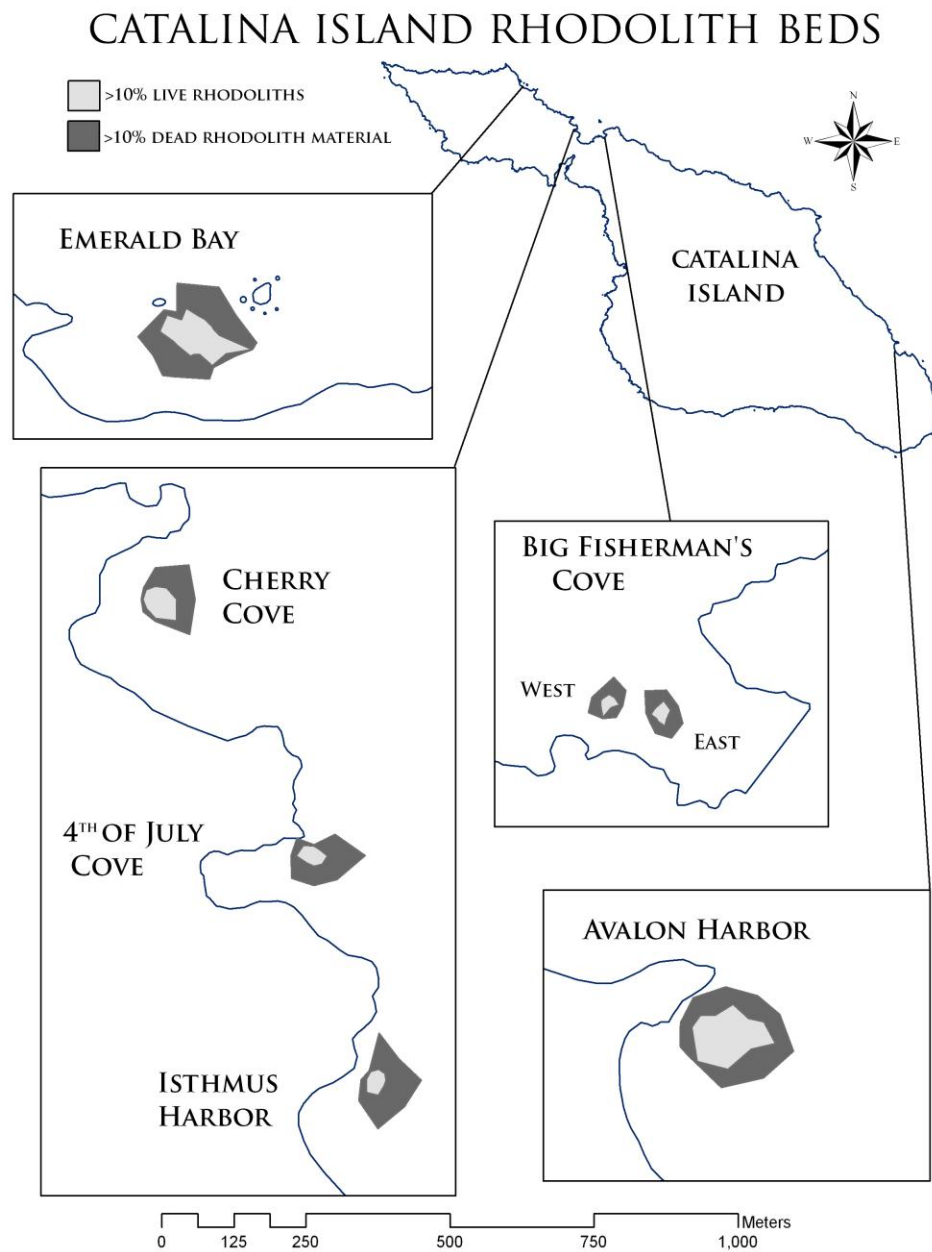 CATALINA ISLAND RHODOLITH BEDS
>10% LIVE RHODOLITHS
>10% DEAD RHODOLITH MATERIAL
N
W
E
S
EMERALD BAY
CATALINA
ISLAND
CHERRY
COVE
4TH OF JULY
COVE
ISTHMUS
HARBOR
BIG FISHERMAN'S
COVE
WEST
EAST
AVALON HARBOR
Meters
0 125 250 500 750 1,000